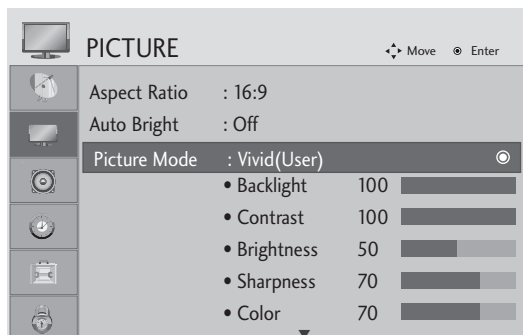 PICTURE Move Enter
Aspect Ratio : 16:9
Auto Bright : Off
Picture Mode : Vivid(User)
• Backlight 100
• Contrast 100
• Brightness 50
• Sharpness 70
• Color 70